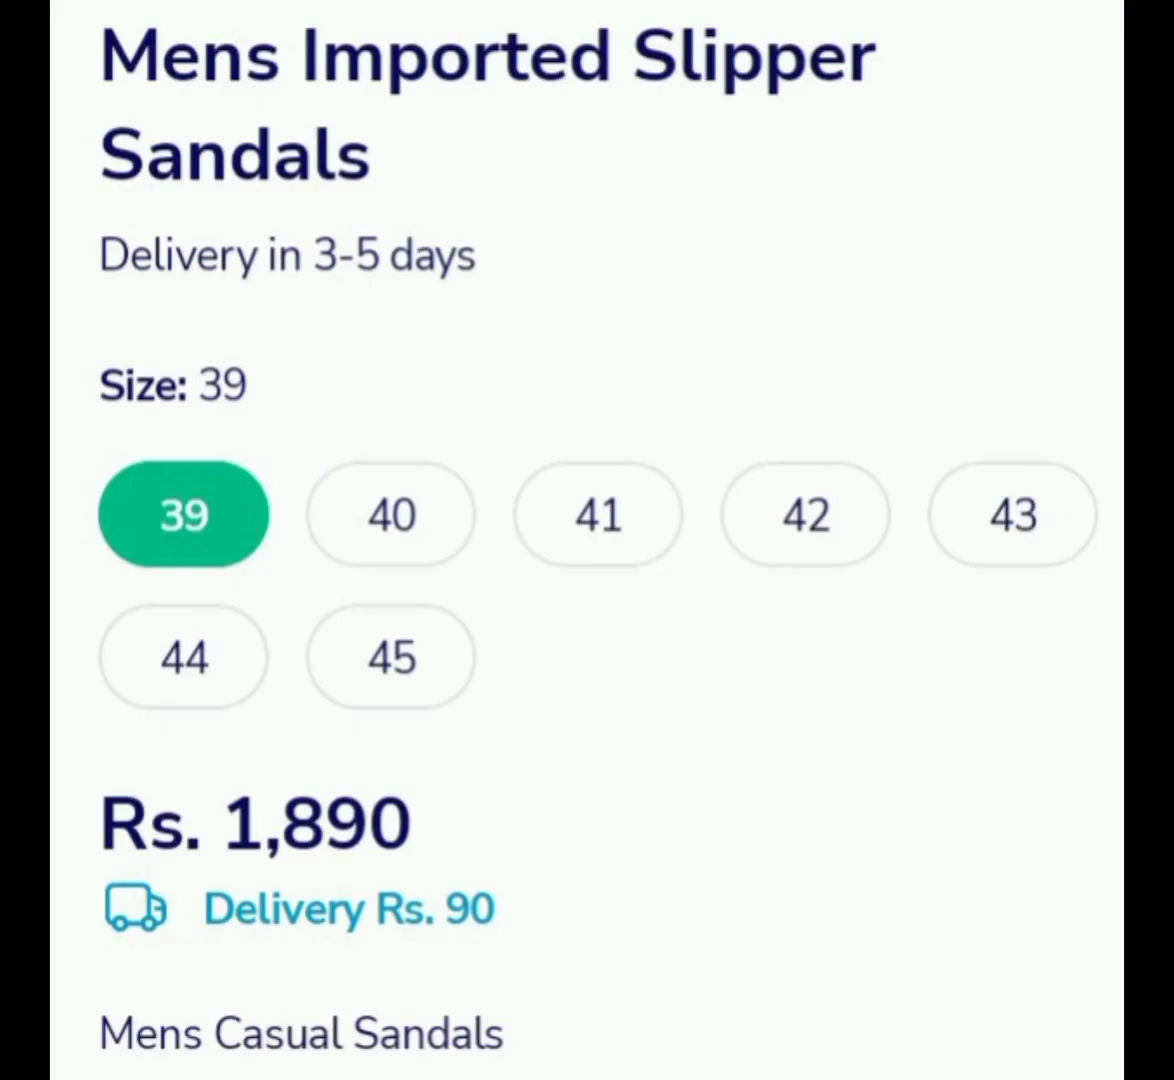 Mens Imported Slipper
Sandals
Delivery in 3-5 days
Size: 39
39 40 41 42 43
44 45
Rs. 1,890
Delivery Rs. 90
Mens Casual Sandals